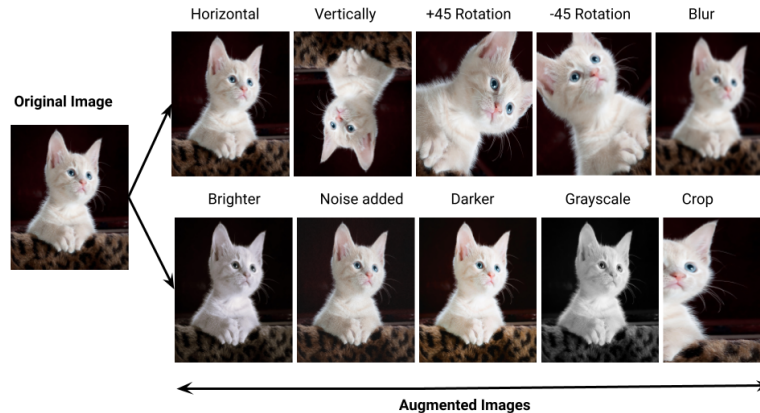 Horizontal Vertically +45 Rotation -45 Rotation Blur
Original Image
Brighter Noise added Darker Grayscale Crop
Augmented Images